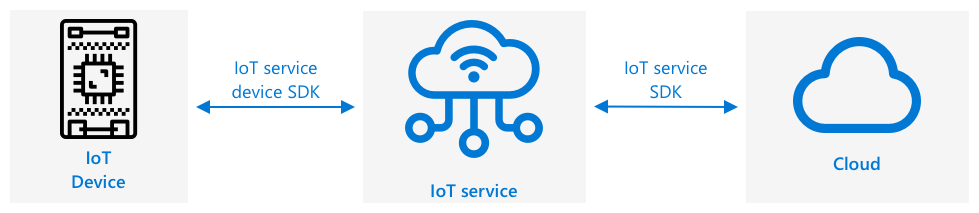 IoT
Device
IoT service
device SDK
IoT service
IoT service
SDK
Cloud